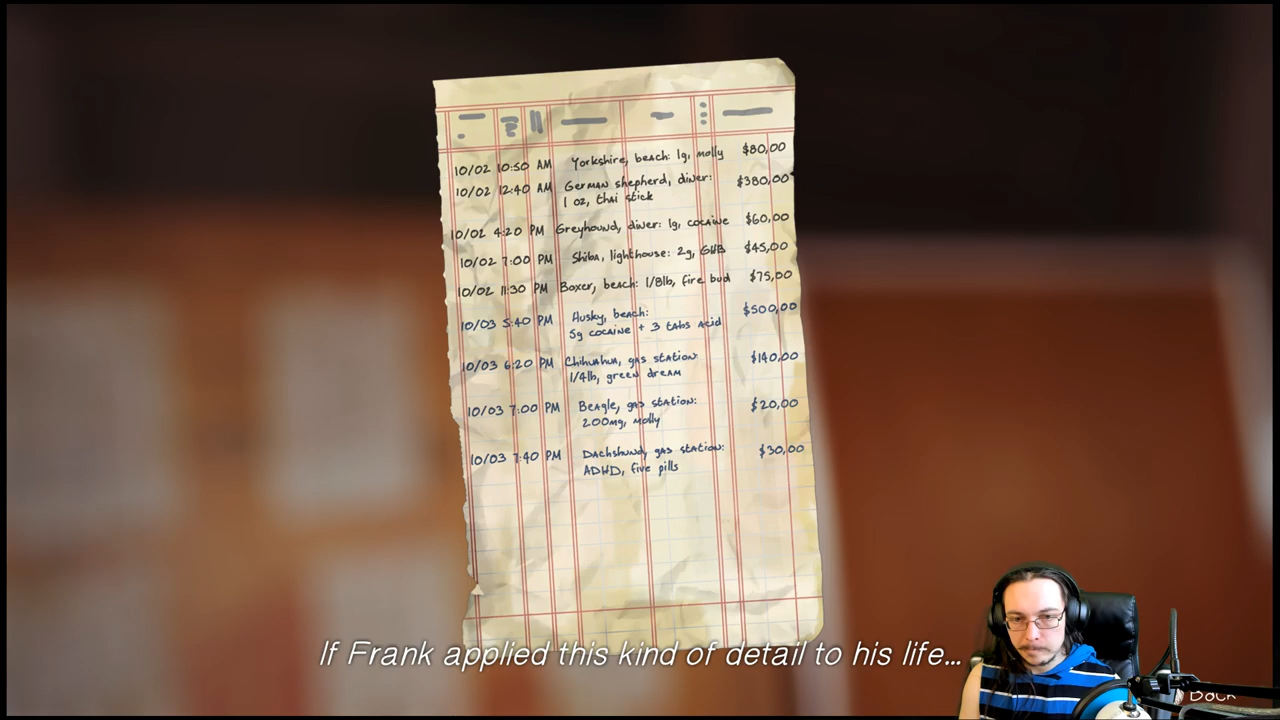 10/02 10:50 AM Yorkshire, beach: 1g, molly $80,00
10/02 12:40 AM German shepherd, diner: $380,00
1 oz, thai stick
10/02 4:20 PM Greyhound, diner: 1g, cocaine $60,00
10/02 7:00 PM Shiba, lighthouse: 2g, GHB $45,00
10/02 11:30 PM Boxer, beach: 1/8lb, fire bud $75,00
10/03 5:40 PM Husky, beach: $500,00
5g cocaine + 3 tabs acid
10/03 6:20 PM Chihuahua, gas station: $140,00
1/4lb, green dream
10/03 7:00 PM Beagle, gas station: $20,00
200mg, molly
10/03 7:40 PM Dachshund, gas station: $30,00
ADHD, five pills
If Frank applied this kind of detail to his life...
Back